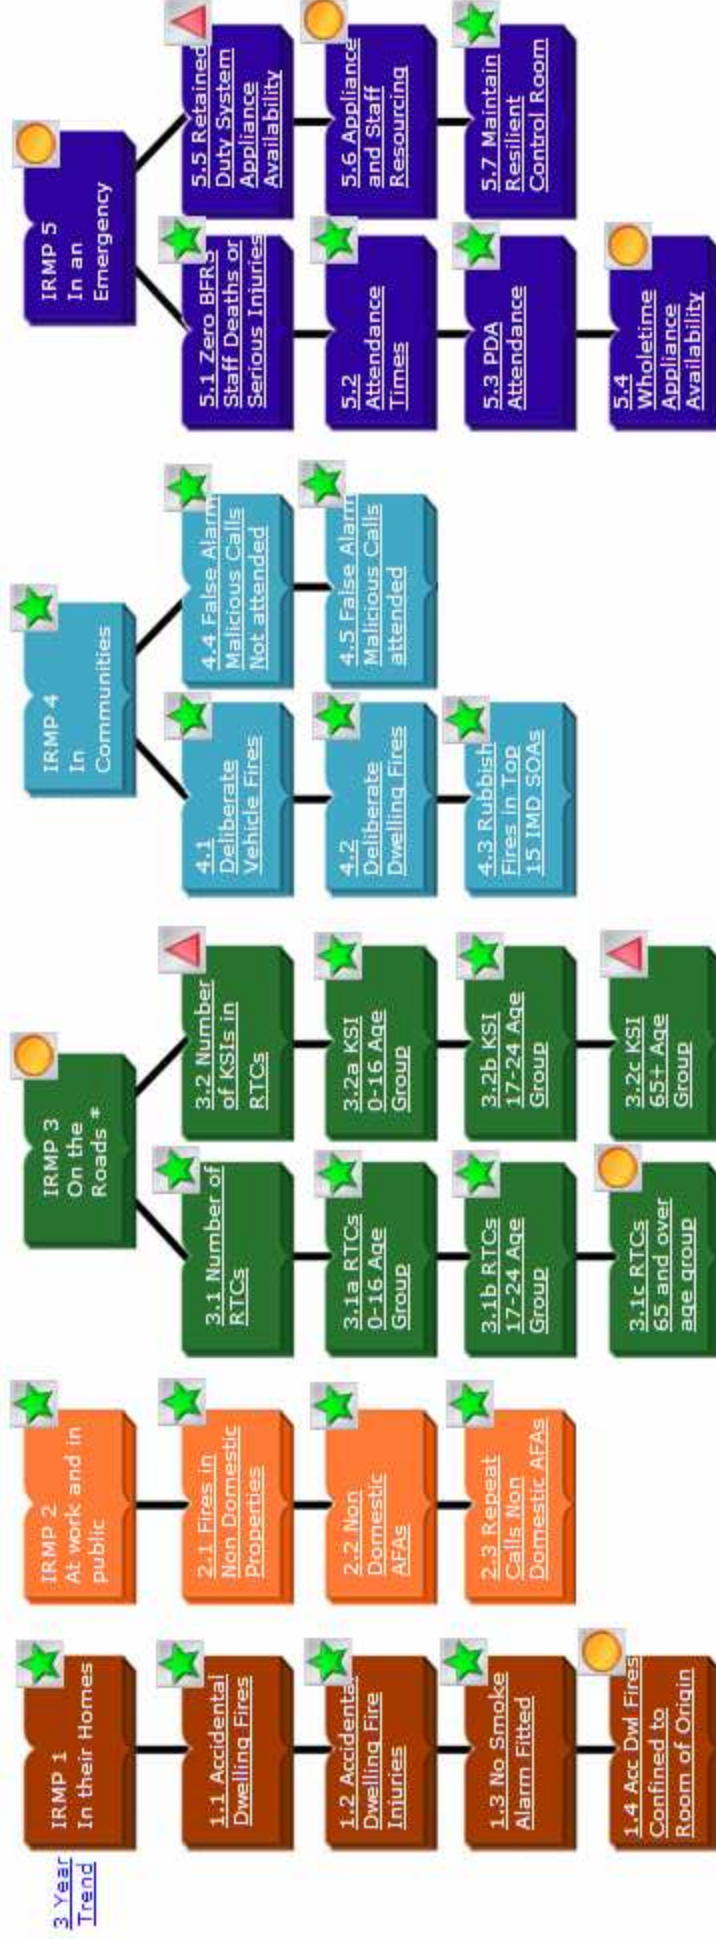 3 Year
Trend
IRMP 1
In their Homes
1.1 Accidental
Dwelling Fires
1.2 Accidental
Dwelling Fire
Injuries
1.3 No Smoke
Alarm Fitted
1.4 Acc Dwl Fires
Confined to
Room of Origin
IRMP 2
At work and in
public
2.1 Fires in
Non Domestic
Properties
2.2 Non
Domestic
AFAs
2.3 Repeat
Calls Non
Domestic AFAs
IRMP 3
On the
Roads *
3.1 Number of
RTCs
3.1a RTCs
0-16 Age
Group
3.1b RTCs
17-24 Age
Group
3.1c RTCs
65 and over
age group
3.2 Number
of KSIs in
RTCs
3.2a KSI
0-16 Age
Group
3.2b KSI
17-24 Age
Group
3.2c KSI
65+ Age
Group
IRMP 4
In
Communities
4.1
Deliberate
Vehicle Fires
4.2
Deliberate
Dwelling Fires
4.3 Rubbish
Fires in Top
15 IMD SOAs
4.4 False Alarm
Malicious Calls
Not attended
4.5 False Alarm
Malicious Calls
attended
IRMP 5
In an
Emergency
5.1 Zero BFRS
Staff Deaths or
Serious Injuries
5.2
Attendance
Times
5.3 PDA
Attendance
5.4
Wholetime
Appliance
Availability
5.5 Retained
Duty System
Appliance
Availability
5.6 Appliance
and Staff
Resourcing
5.7 Maintain
Resilient
Control Room